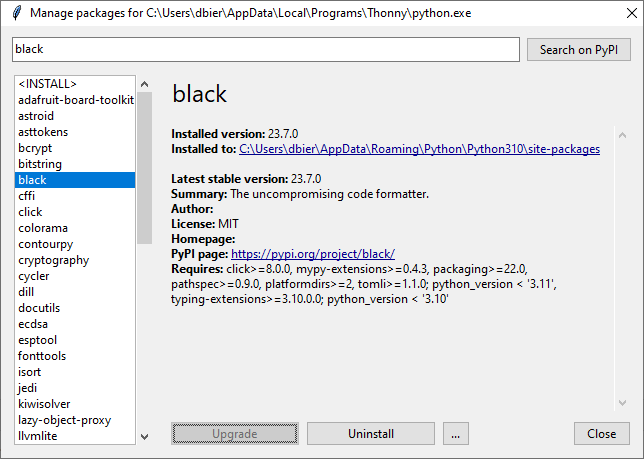 Manage packages for C:\Users\dbier\AppData\Local\Programs\Thonny\python.exe
black
Search on PyPI
<INSTALL>
adafruit-board-toolkit
astroid
asttokens
bcrypt
bitstring
black
cffi
click
colorama
contourpy
cryptography
cycler
dill
docutils
ecdsa
esptool
fonttools
isort
jedi
kiwisolver
lazy-object-proxy
llvmlite
black
Installed version: 23.7.0
Installed to: C:\Users\dbier\AppData\Roaming\Python\Python310\site-packages
Latest stable version: 23.7.0
Summary: The uncompromising code formatter.
Author:
License: MIT
Homepage:
PyPI page: https://pypi.org/project/black/
Requires: click>=8.0.0, mypy-extensions>=0.4.3, packaging>=22.0,
pathspec>=0.9.0, platformdirs>=2, tomli>=1.1.0; python_version < '3.11',
typing-extensions>=3.10.0.0; python_version < '3.10'
Upgrade
Uninstall
...
Close